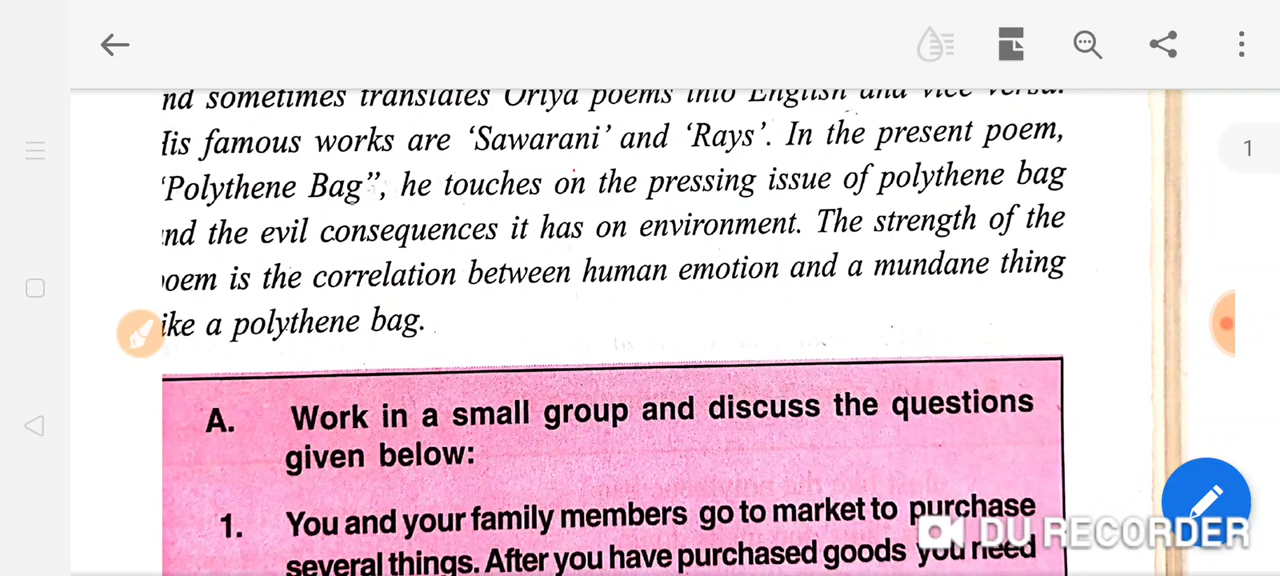 1
nd sometimes translates Oriya poems into English and vice versa.
His famous works are 'Sawarani' and 'Rays'. In the present poem,
'Polythene Bag", he touches on the pressing issue of polythene bag
nd the evil consequences it has on environment. The strength of the
poem is the correlation between human emotion and a mundane thing
ike a polythene bag.
A. Work in a small group and discuss the questions
given below:
1. You and your family members go to market to purchase
several things. After you have purchased goods you need
DU RECORDER